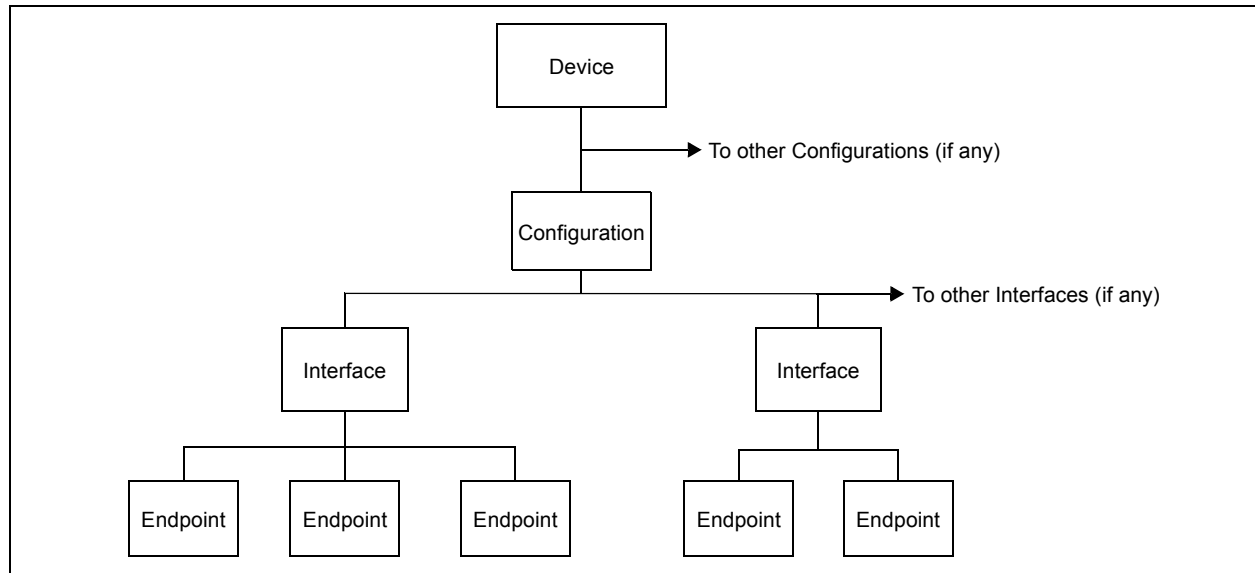 Device
To other Configurations (if any)
Configuration
To other Interfaces (if any)
Interface
Interface
Endpoint
Endpoint
Endpoint
Endpoint
Endpoint